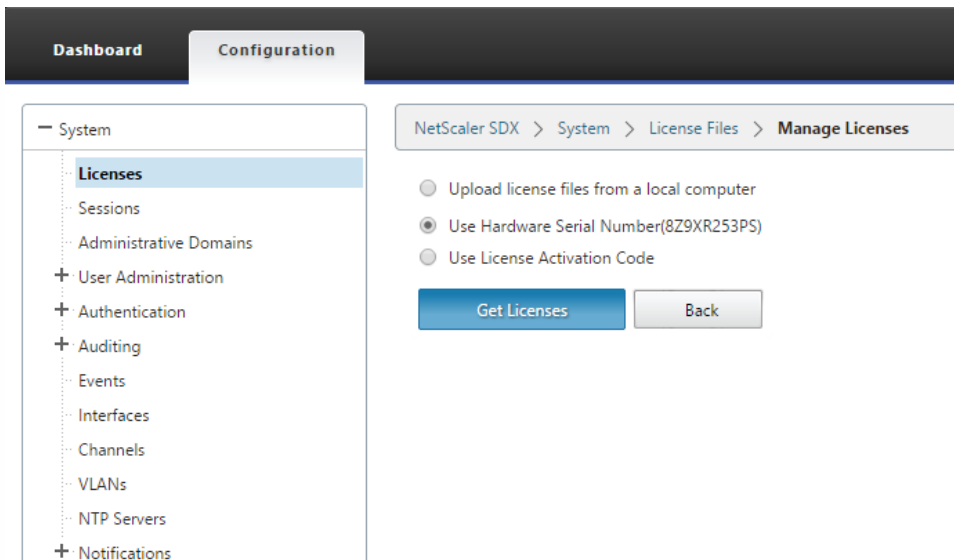 Dashboard Configuration
System
Licenses
Sessions
Administrative Domains
User Administration
Authentication
Auditing
Events
Interfaces
Channels
VLANs
NTP Servers
Notifications
NetScaler SDX > System > License Files > Manage Licenses
Upload license files from a local computer
Use Hardware Serial Number(8Z9XR253PS)
Use License Activation Code
Get Licenses Back